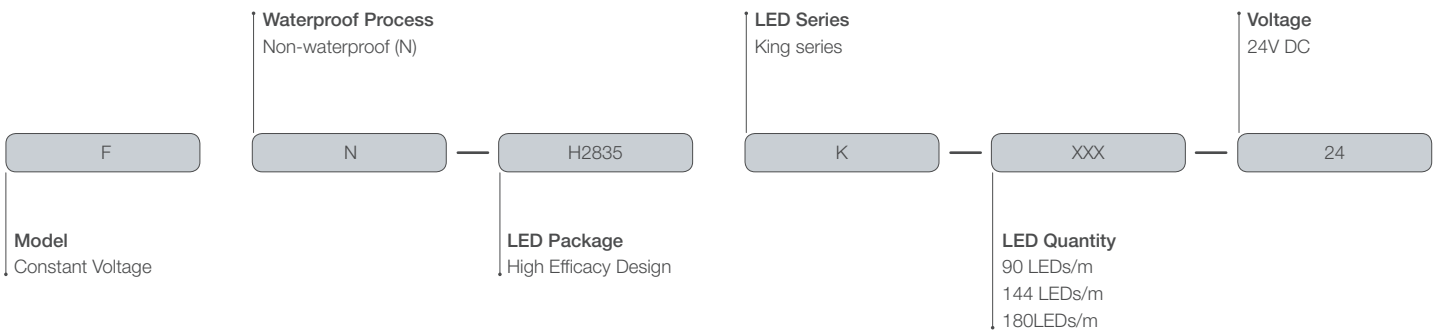 Waterproof Process
Non-waterproof (N)
LED Series
King series
Voltage
24V DC
F N — H2835 K — XXX — 24
Model
Constant Voltage
LED Package
High Efficacy Design
LED Quantity
90 LEDs/m
144 LEDs/m
180LEDs/m